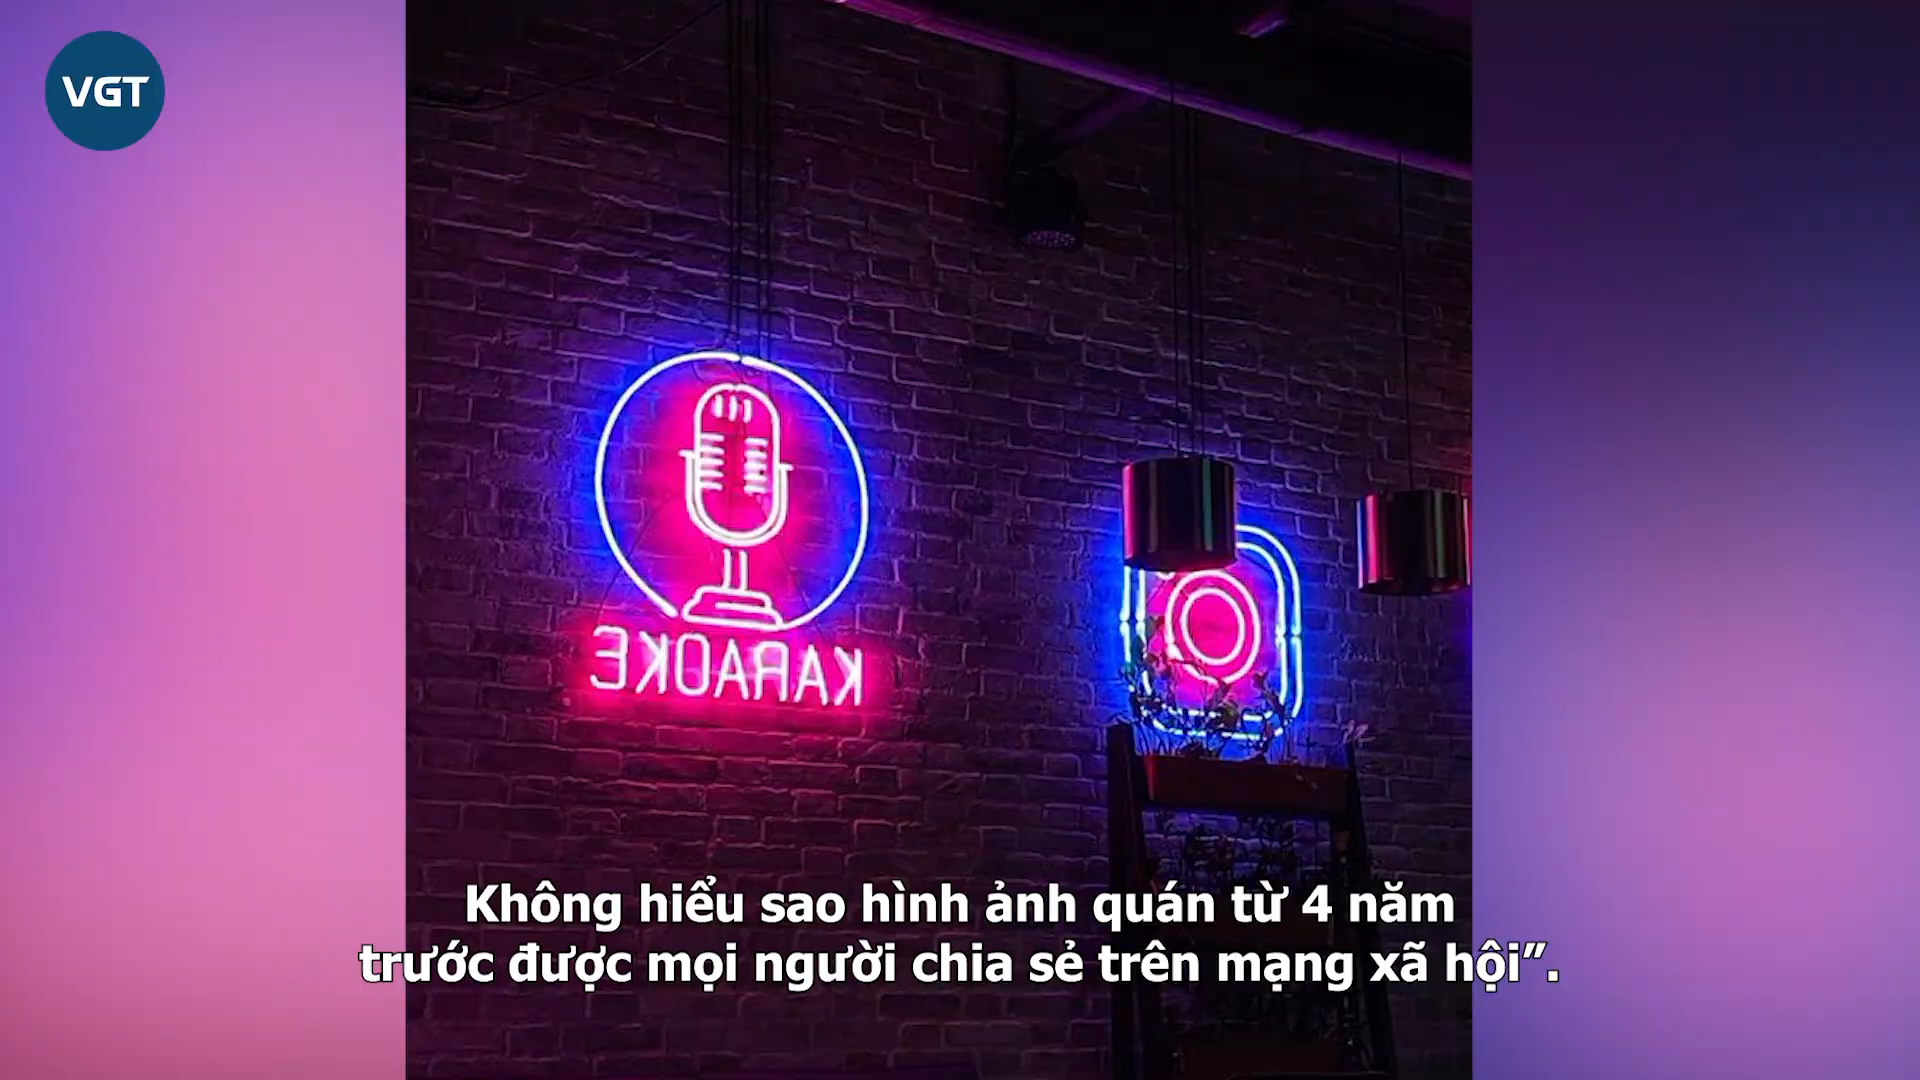 VGT
KARAOKE
Không hiểu sao hình ảnh quán từ 4 năm
trước được mọi người chia sẻ trên mạng xã hội”.